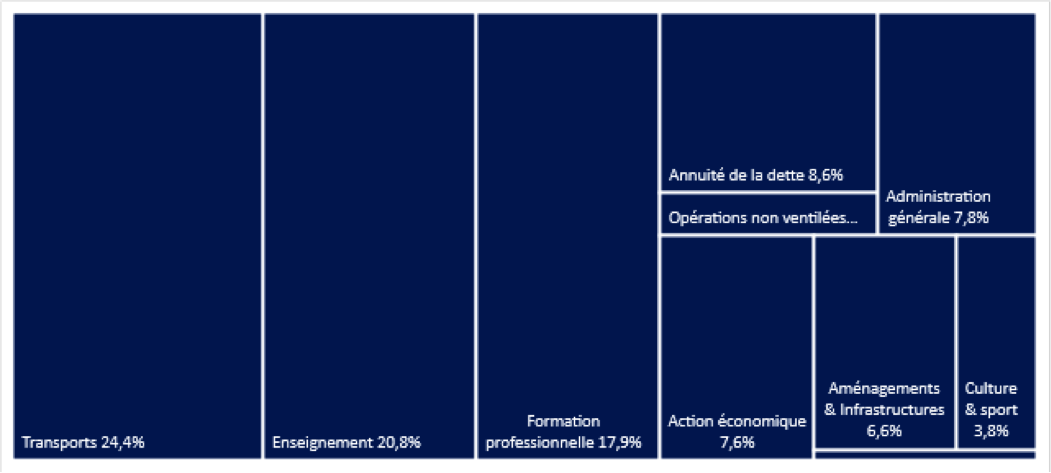 Transports 24,4%
Enseignement 20,8%
Formation
professionnelle 17,9%
Annuité de la dette 8,6%
Opérations non ventilées...
Administration
générale 7,8%
Action économique
7,6%
Aménagements
& Infrastructures
6,6%
Culture
& sport
3,8%